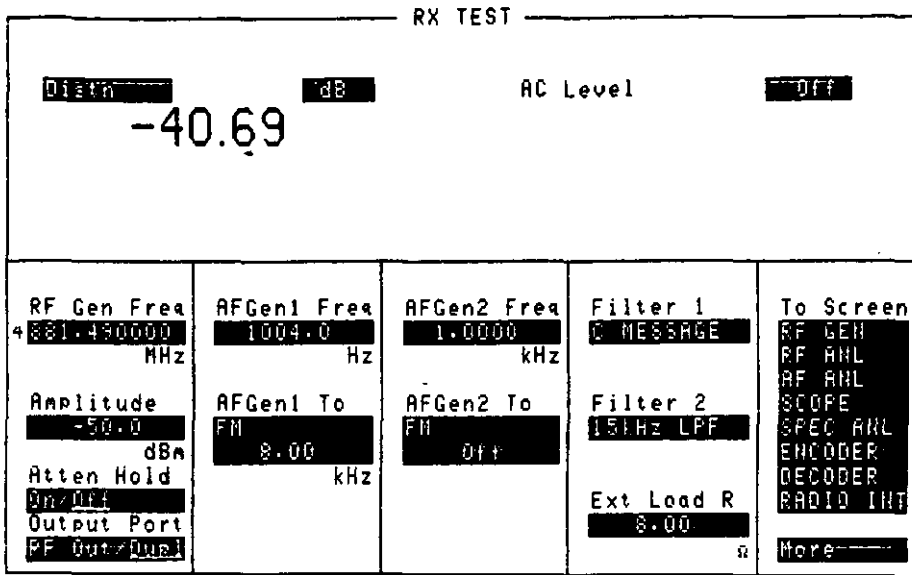 RX TEST
Distn dB AC Level Off
-40.69
RF Gen Freq AFGen1 Freq AFGen2 Freq Filter 1 To Screen
4 881.490000 1004.0 1.0000 C MESSAGE RF GEN
MHz Hz kHz RF ANL
AF ANL
Amplitude AFGen1 To AFGen2 To Filter 2 SCOPE
-50.0 FM FM 15kHz LPF SPEC ANL
dBm 8.00 Off ENCODER
Atten Hold kHz DECODER
On/Off Ext Load R RADIO INT
Output Port 8.00
RF Out/Dupl Ω More